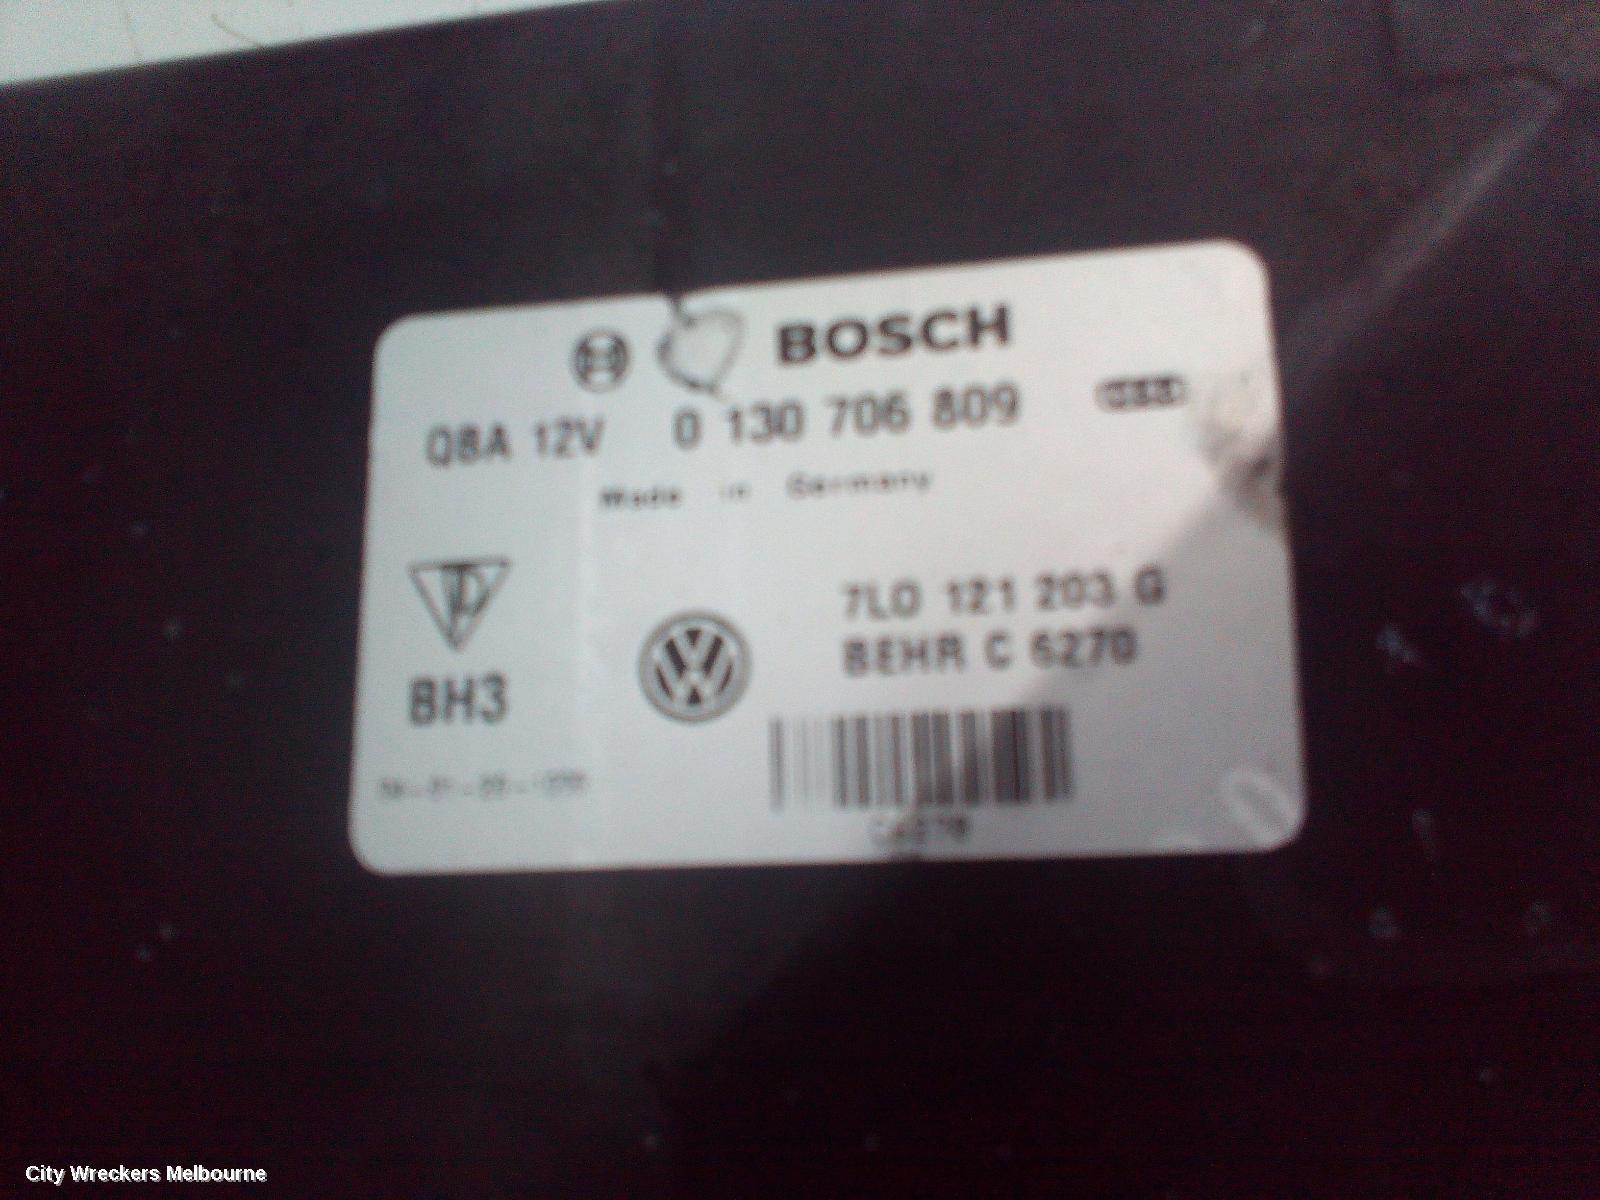 BOSCH
QBA 12V 0 130 706 809
Made in Germany
7L0 121 203 G
BEHR C 6270
BH3
City Wreckers Melbourne